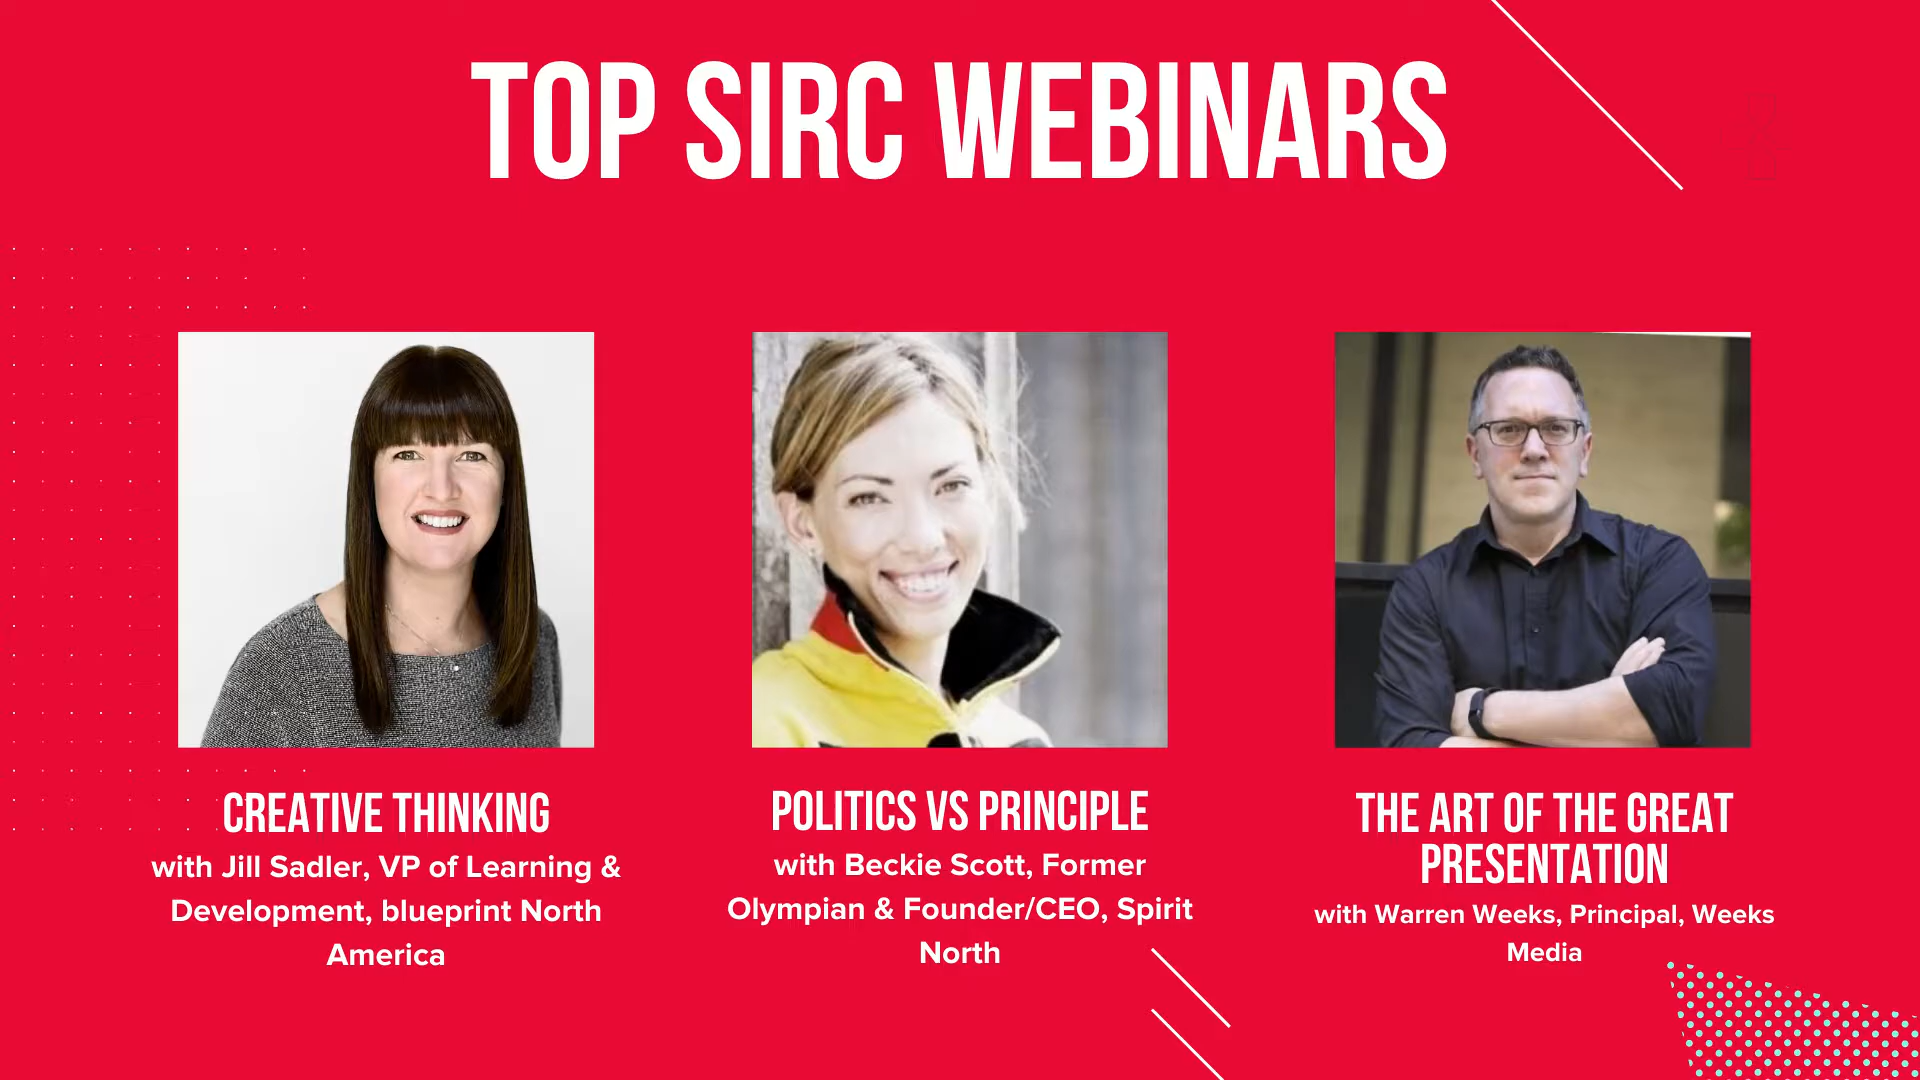 TOP SIRC WEBINARS
CREATIVE THINKING
with Jill Sadler, VP of Learning &
Development, blueprint North
America
POLITICS VS PRINCIPLE
with Beckie Scott, Former
Olympian & Founder/CEO, Spirit
North
THE ART OF THE GREAT
PRESENTATION
with Warren Weeks, Principal, Weeks
Media